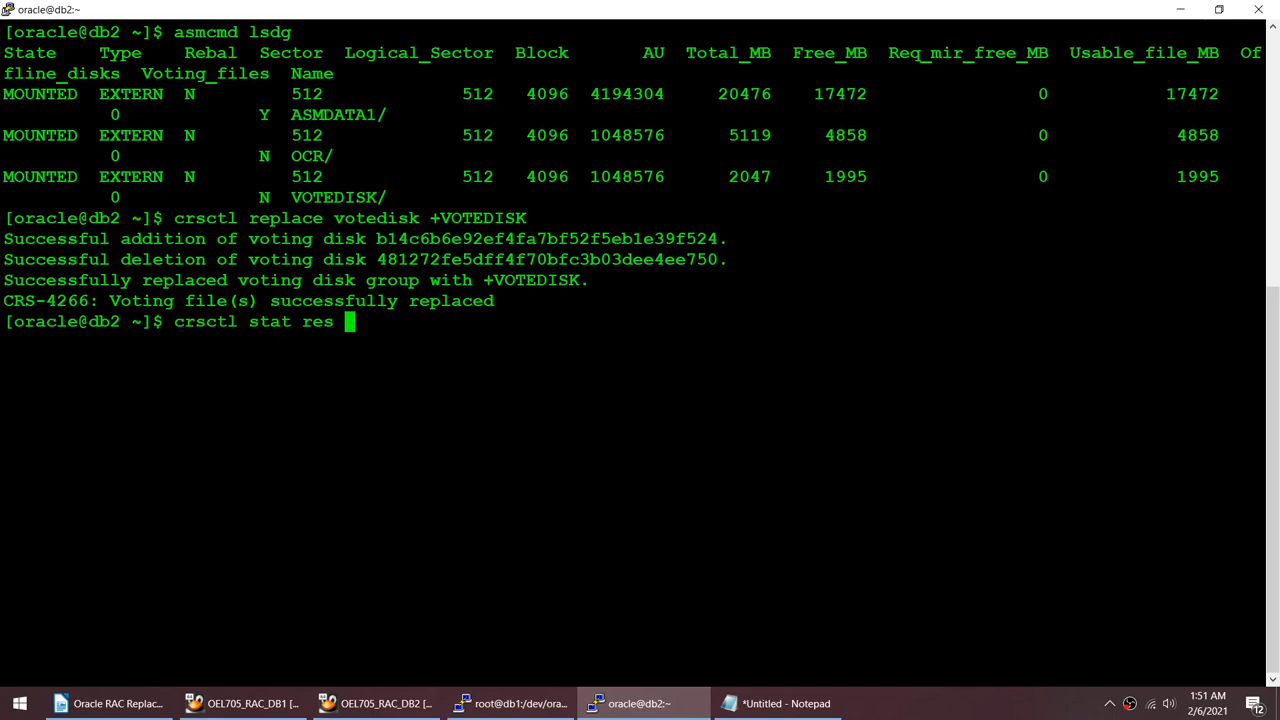 oracle@db2:~
[oracle@db2 ~]$ asmcmd lsdg
State    Type    Rebal  Sector  Logical_Sector  Block       AU  Total_MB  Free_MB  Req_mir_free_MB  Usable_file_MB  Of
fline_disks  Voting_files  Name
MOUNTED  EXTERN  N         512             512   4096  4194304     20476    17472                0           17472
          0             Y  ASMDATA1/
MOUNTED  EXTERN  N         512             512   4096  1048576      5119     4858                0            4858
          0             N  OCR/
MOUNTED  EXTERN  N         512             512   4096  1048576      2047     1995                0            1995
          0             N  VOTEDISK/
[oracle@db2 ~]$ crsctl replace votedisk +VOTEDISK
Successful addition of voting disk b14c6b6e92ef4fa7bf52f5eb1e39f524.
Successful deletion of voting disk 481272fe5dff4f70bfc3b03dee4ee750.
Successfully replaced voting disk group with +VOTEDISK.
CRS-4266: Voting file(s) successfully replaced
[oracle@db2 ~]$ crsctl stat res
Oracle RAC Replac... OEL705_RAC_DB1 [... OEL705_RAC_DB2 [... root@db1:/dev/ora... oracle@db2:~ *Untitled - Notepad
1:51 AM
2/6/2021
12